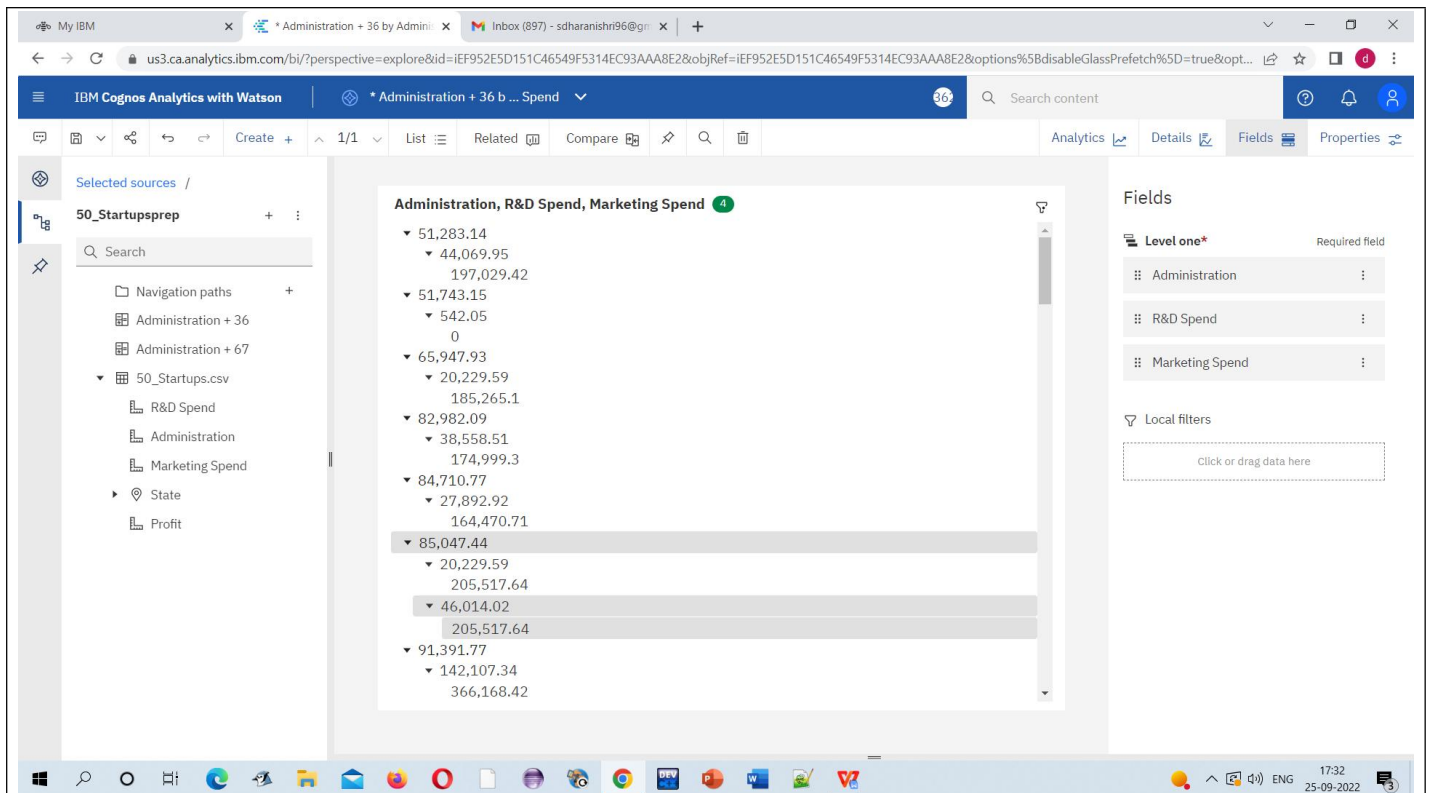 My IBM
* Administration + 36 by Adminis
Inbox (897) - sdharanishri96@gm
us3.ca.analytics.ibm.com/bi/?perspective=explore&id=iEF952E5D151C46549F5314EC93AAA8E2&objRef=iEF952E5D151C46549F5314EC93AAA8E2&options%5BdisableGlassPrefetch%5D=true&opt...
d
IBM Cognos Analytics with Watson
* Administration + 36 b ... Spend
362
Search content
Create +
1/1
List
Related
Compare
Analytics
Details
Fields
Properties
Selected sources /
50_Startupsprep
Search
Navigation paths
Administration + 36
Administration + 67
50_Startups.csv
R&D Spend
Administration
Marketing Spend
State
Profit
Administration, R&D Spend, Marketing Spend 4
51,283.14
44,069.95
197,029.42
51,743.15
542.05
0
65,947.93
20,229.59
185,265.1
82,982.09
38,558.51
174,999.3
84,710.77
27,892.92
164,470.71
85,047.44
20,229.59
205,517.64
46,014.02
205,517.64
91,391.77
142,107.34
366,168.42
Fields
Level one* Required field
Administration
R&D Spend
Marketing Spend
Local filters
Click or drag data here
DEV
ENG
17:32
25-09-2022
3